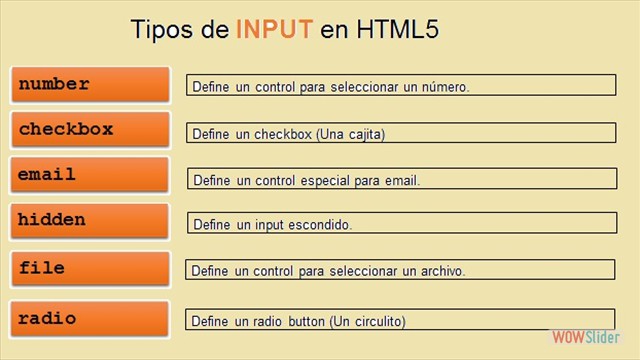 Tipos de INPUT en HTML5
number Define un control para seleccionar un número.
checkbox Define un checkbox (Una cajita)
email Define un control especial para email.
hidden Define un input escondido.
file Define un control para seleccionar un archivo.
radio Define un radio button (Un circulito)
WOWSlider